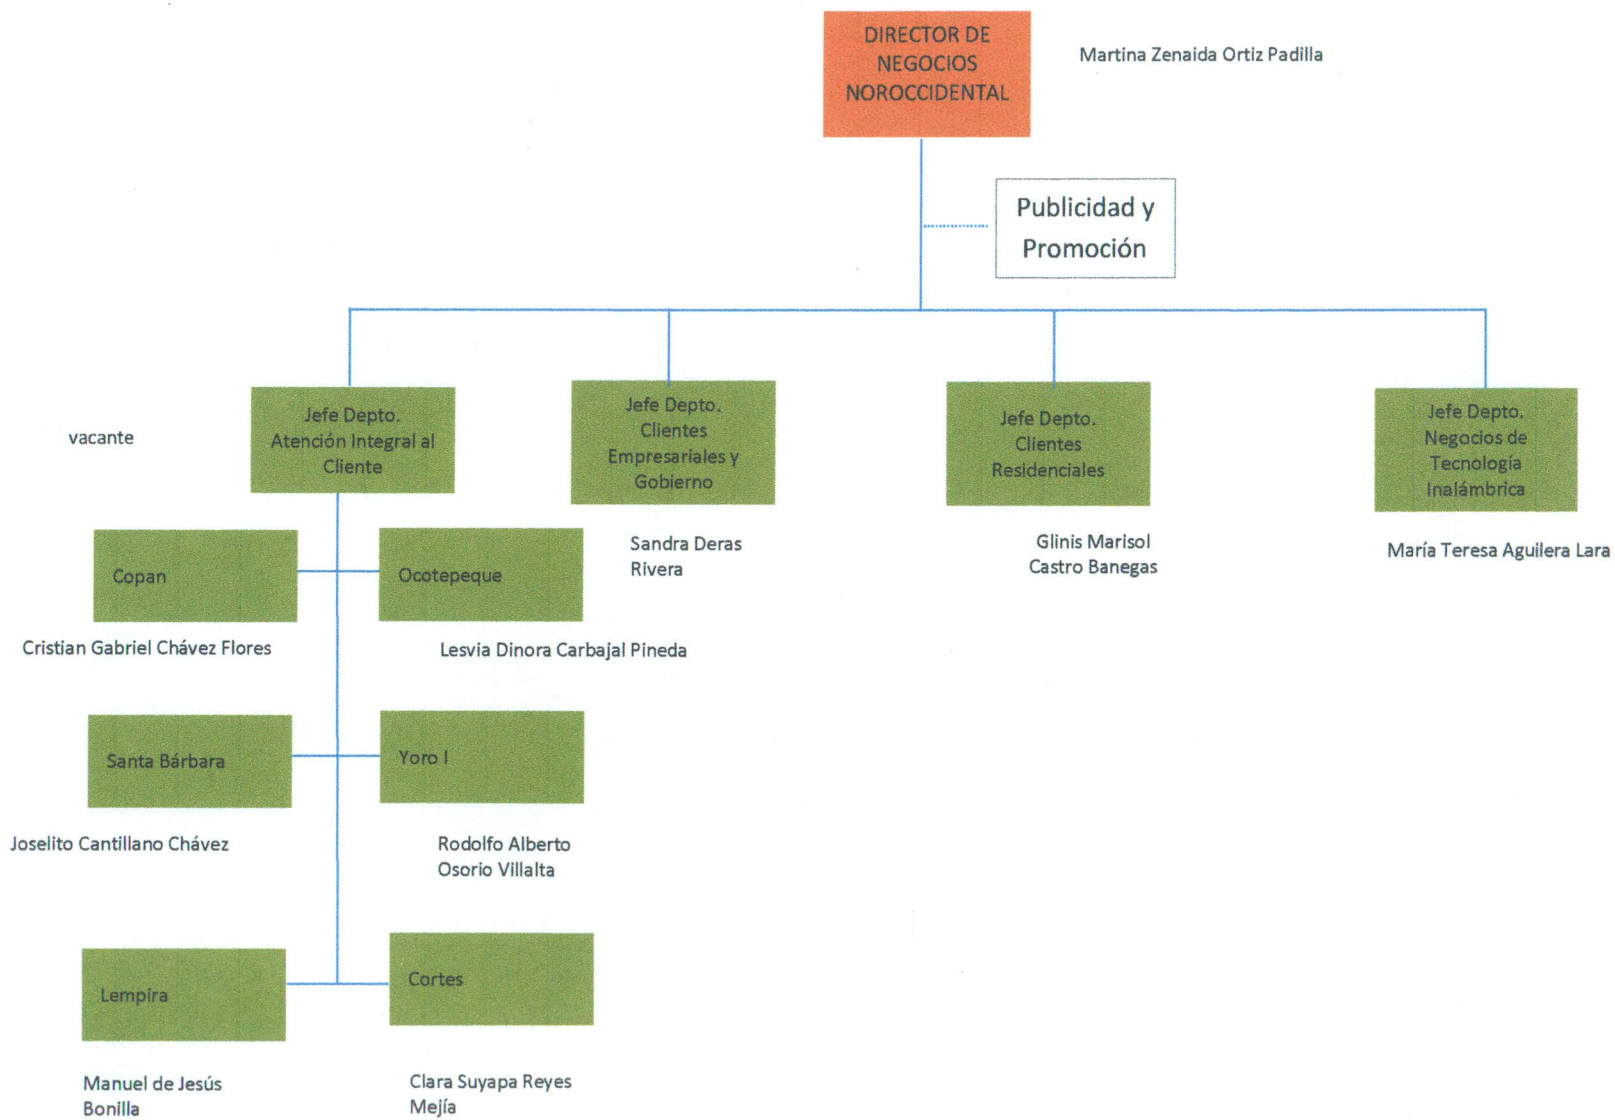 DIRECTOR DE
NEGOCIOS
NOROCCIDENTAL
Martina Zenaida Ortiz Padilla
Publicidad y
Promoción
vacante
Jefe Depto.
Atención Integral al
Cliente
Jefe Depto.
Clientes
Empresariales y
Gobierno
Jefe Depto.
Clientes
Residenciales
Jefe Depto.
Negocios de
Tecnología
Inalámbrica
Sandra Deras
Rivera
Glinis Marisol
Castro Banegas
María Teresa Aguilera Lara
Copan
Ocotepeque
Cristian Gabriel Chávez Flores
Lesvia Dinora Carbajal Pineda
Santa Bárbara
Yoro I
Joselito Cantillano Chávez
Rodolfo Alberto
Osorio Villalta
Lempira
Cortes
Manuel de Jesús
Bonilla
Clara Suyapa Reyes
Mejía